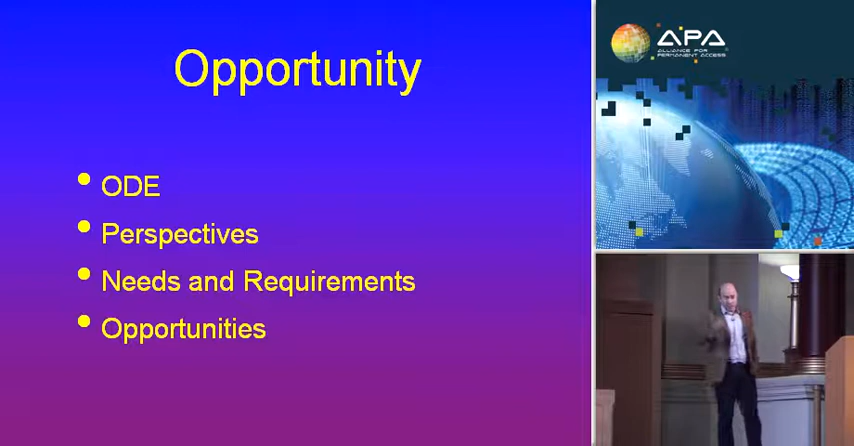 Opportunity
• ODE
• Perspectives
• Needs and Requirements
• Opportunities
APA
ALLIANCE FOR
PERMANENT ACCESS